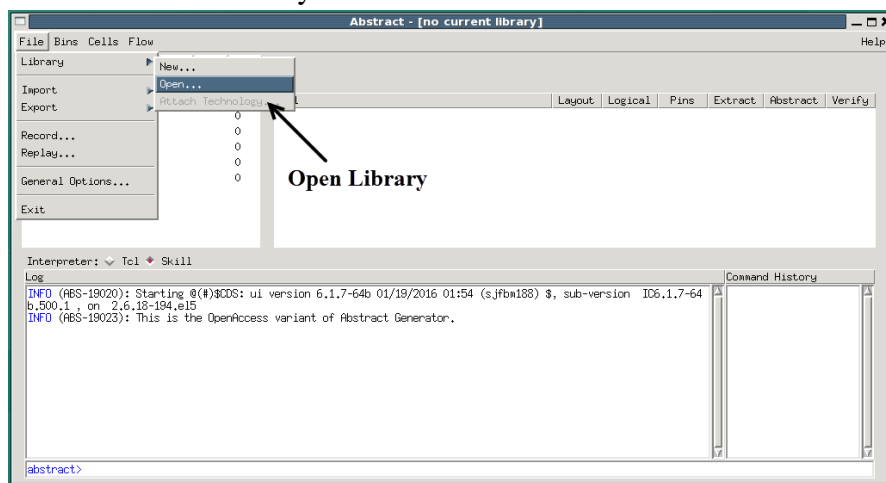 Abstract - [no current library]
File Bins Cells Flow Help
Library
New...
Open...
Import
Attach Technology...
Export
Layout Logical Pins Extract Abstract Verify
0
Record...
0
Replay...
0
0
General Options...
0
Open Library
Exit
Interpreter: Tcl Skill
Log
Command History
INFO (ABS-19020): Starting @(#)$CDS: ui version 6.1.7-64b 01/19/2016 01:54 (sjfbm188) $, sub-version IC6.1.7-64
b.500.1 , on 2.6.18-194.el5
INFO (ABS-19023): This is the OpenAccess variant of Abstract Generator.
abstract>